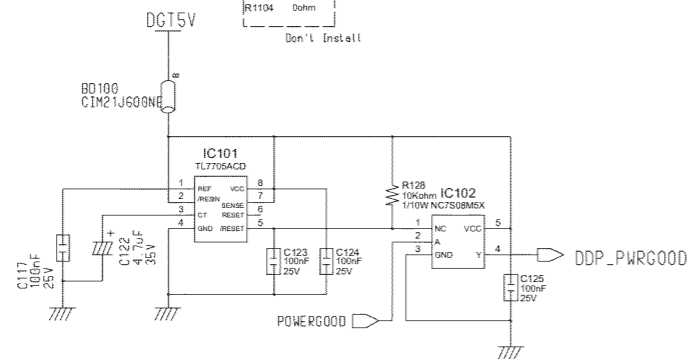 R1104 0ohm
Don't Install
DGT5V
BD100
CIM21J600NE
IC101
TL7705ACD
1 REF VCC 8
2 /RESIN SENSE 7
3 CT RESET 6
4 GND /RESET 5
R128
10Kohm
1/10W
IC102
NC7S08M5X
1 NC VCC 5
2 A
3 GND Y 4
DDP_PWRGOOD
C117
100nF
25V
C122
4.7uF
35V
+
C123
100nF
25V
C124
100nF
25V
C125
100nF
25V
POWERGOOD